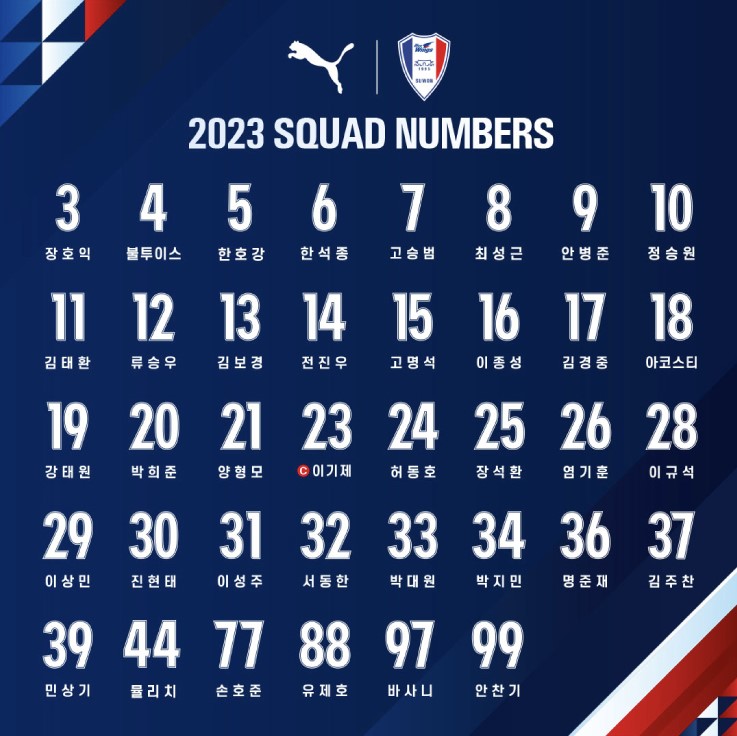 2023 SQUAD NUMBERS
3 4 5 6 7 8 9 10
장호익 불투이스 한호강 한석종 고승범 최성근 안병준 정승원
11 12 13 14 15 16 17 18
김태환 류승우 김보경 전진우 고명석 이종성 김경중 아코스티
19 20 21 23 24 25 26 28
강태원 박희준 양형모 C 이기제 허동호 장석환 염기훈 이규석
29 30 31 32 33 34 36 37
이상민 진현태 이성주 서동한 박대원 박지민 명준재 김주찬
39 44 77 88 97 99
민상기 뮬리치 손호준 유제호 바사니 안찬기